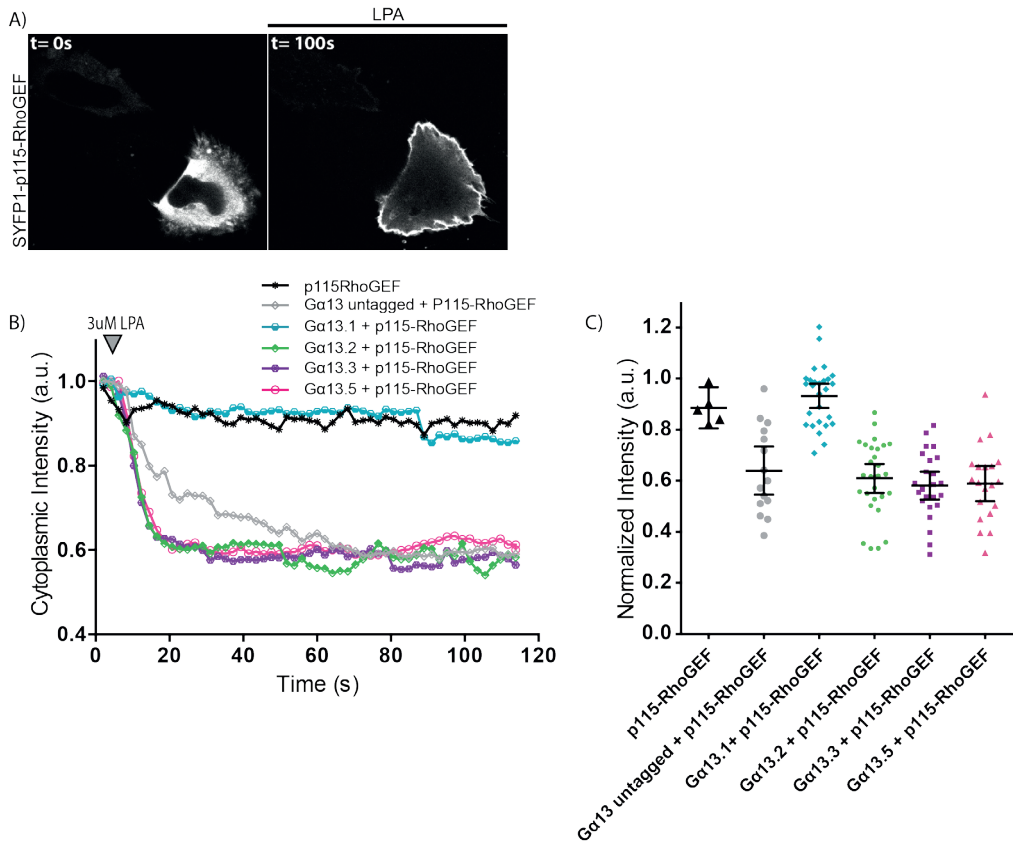 A)
LPA
t= 0s
t= 100s
SYFP1-p115-RhoGEF
B)
3uM LPA
p115RhoGEF
Gα13 untagged + P115-RhoGEF
Gα13.1 + p115-RhoGEF
Gα13.2 + p115-RhoGEF
Gα13.3 + p115-RhoGEF
Gα13.5 + p115-RhoGEF
Cytoplasmic Intensity (a.u.)
1.0
0.8
0.6
0.4
0 20 40 60 80 100 120
Time (s)
C)
Normalized Intensity (a.u.)
1.2
1.0
0.8
0.6
0.4
0.2
0.0
p115-RhoGEF
Gα13 untagged + p115-RhoGEF
Gα13.1+ p115-RhoGEF
Gα13.2 + p115-RhoGEF
Gα13.3 + p115-RhoGEF
Gα13.5 + p115-RhoGEF